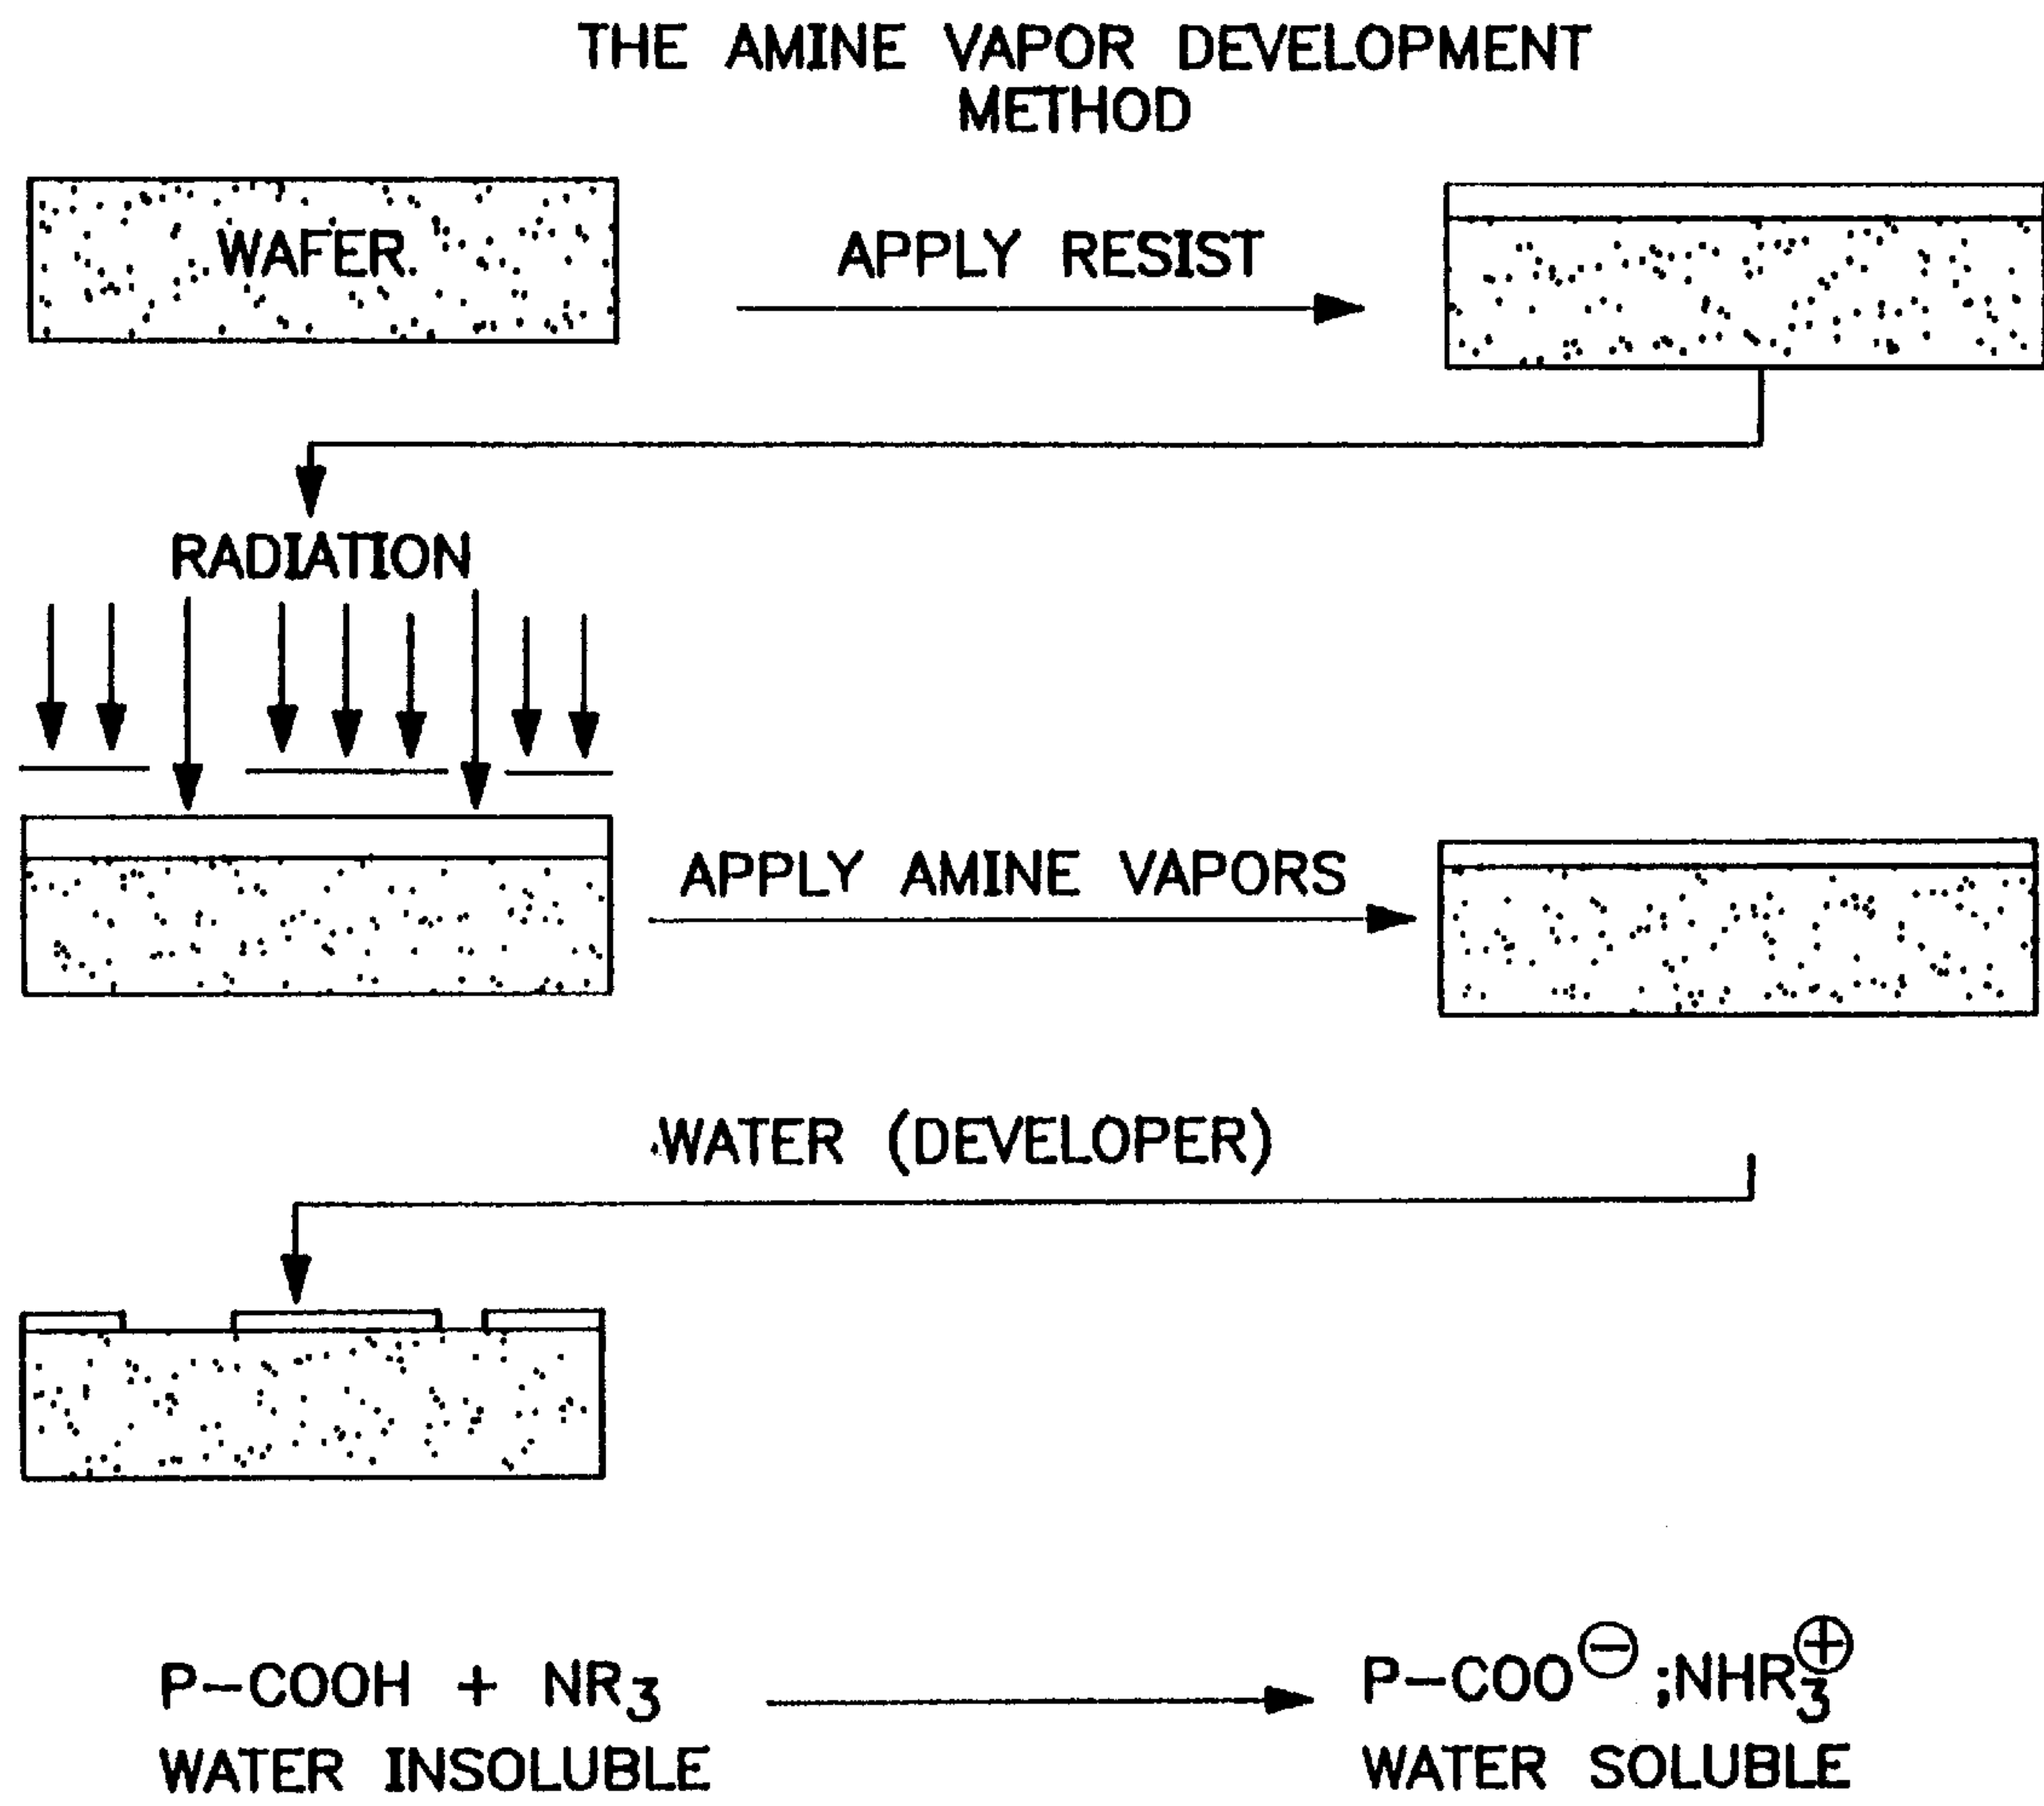 THE AMINE VAPOR DEVELOPMENT
METHOD
WAFER
APPLY RESIST
RADIATION
APPLY AMINE VAPORS
WATER (DEVELOPER)
P–COOH + NR₃
P–COO⊖ ;NHR₃⊕
WATER INSOLUBLE
WATER SOLUBLE